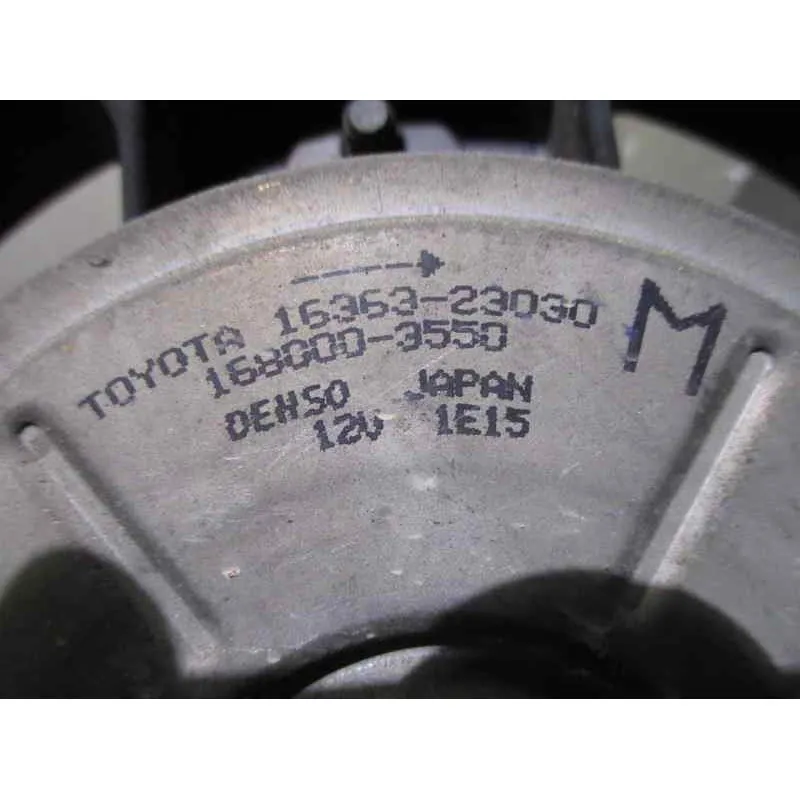 TOYOTA 16363-23030
168000-3550
DENSO JAPAN
12V 1E15
M